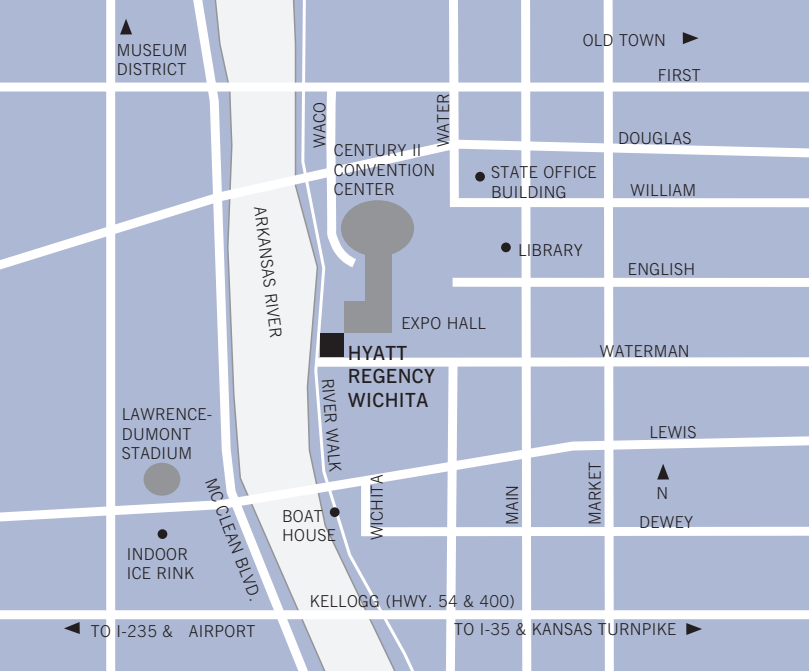 MUSEUM
DISTRICT
OLD TOWN
FIRST
WACO
WATER
DOUGLAS
CENTURY II
CONVENTION
CENTER
STATE OFFICE
BUILDING
WILLIAM
ARKANSAS RIVER
LIBRARY
ENGLISH
EXPO HALL
HYATT
REGENCY
WICHITA
WATERMAN
RIVER WALK
LAWRENCE-
DUMONT
STADIUM
LEWIS
MC CLEAN BLVD.
BOAT
HOUSE
WICHITA
MAIN
MARKET
N
DEWEY
INDOOR
ICE RINK
KELLOGG (HWY. 54 & 400)
TO I-235 & AIRPORT
TO I-35 & KANSAS TURNPIKE